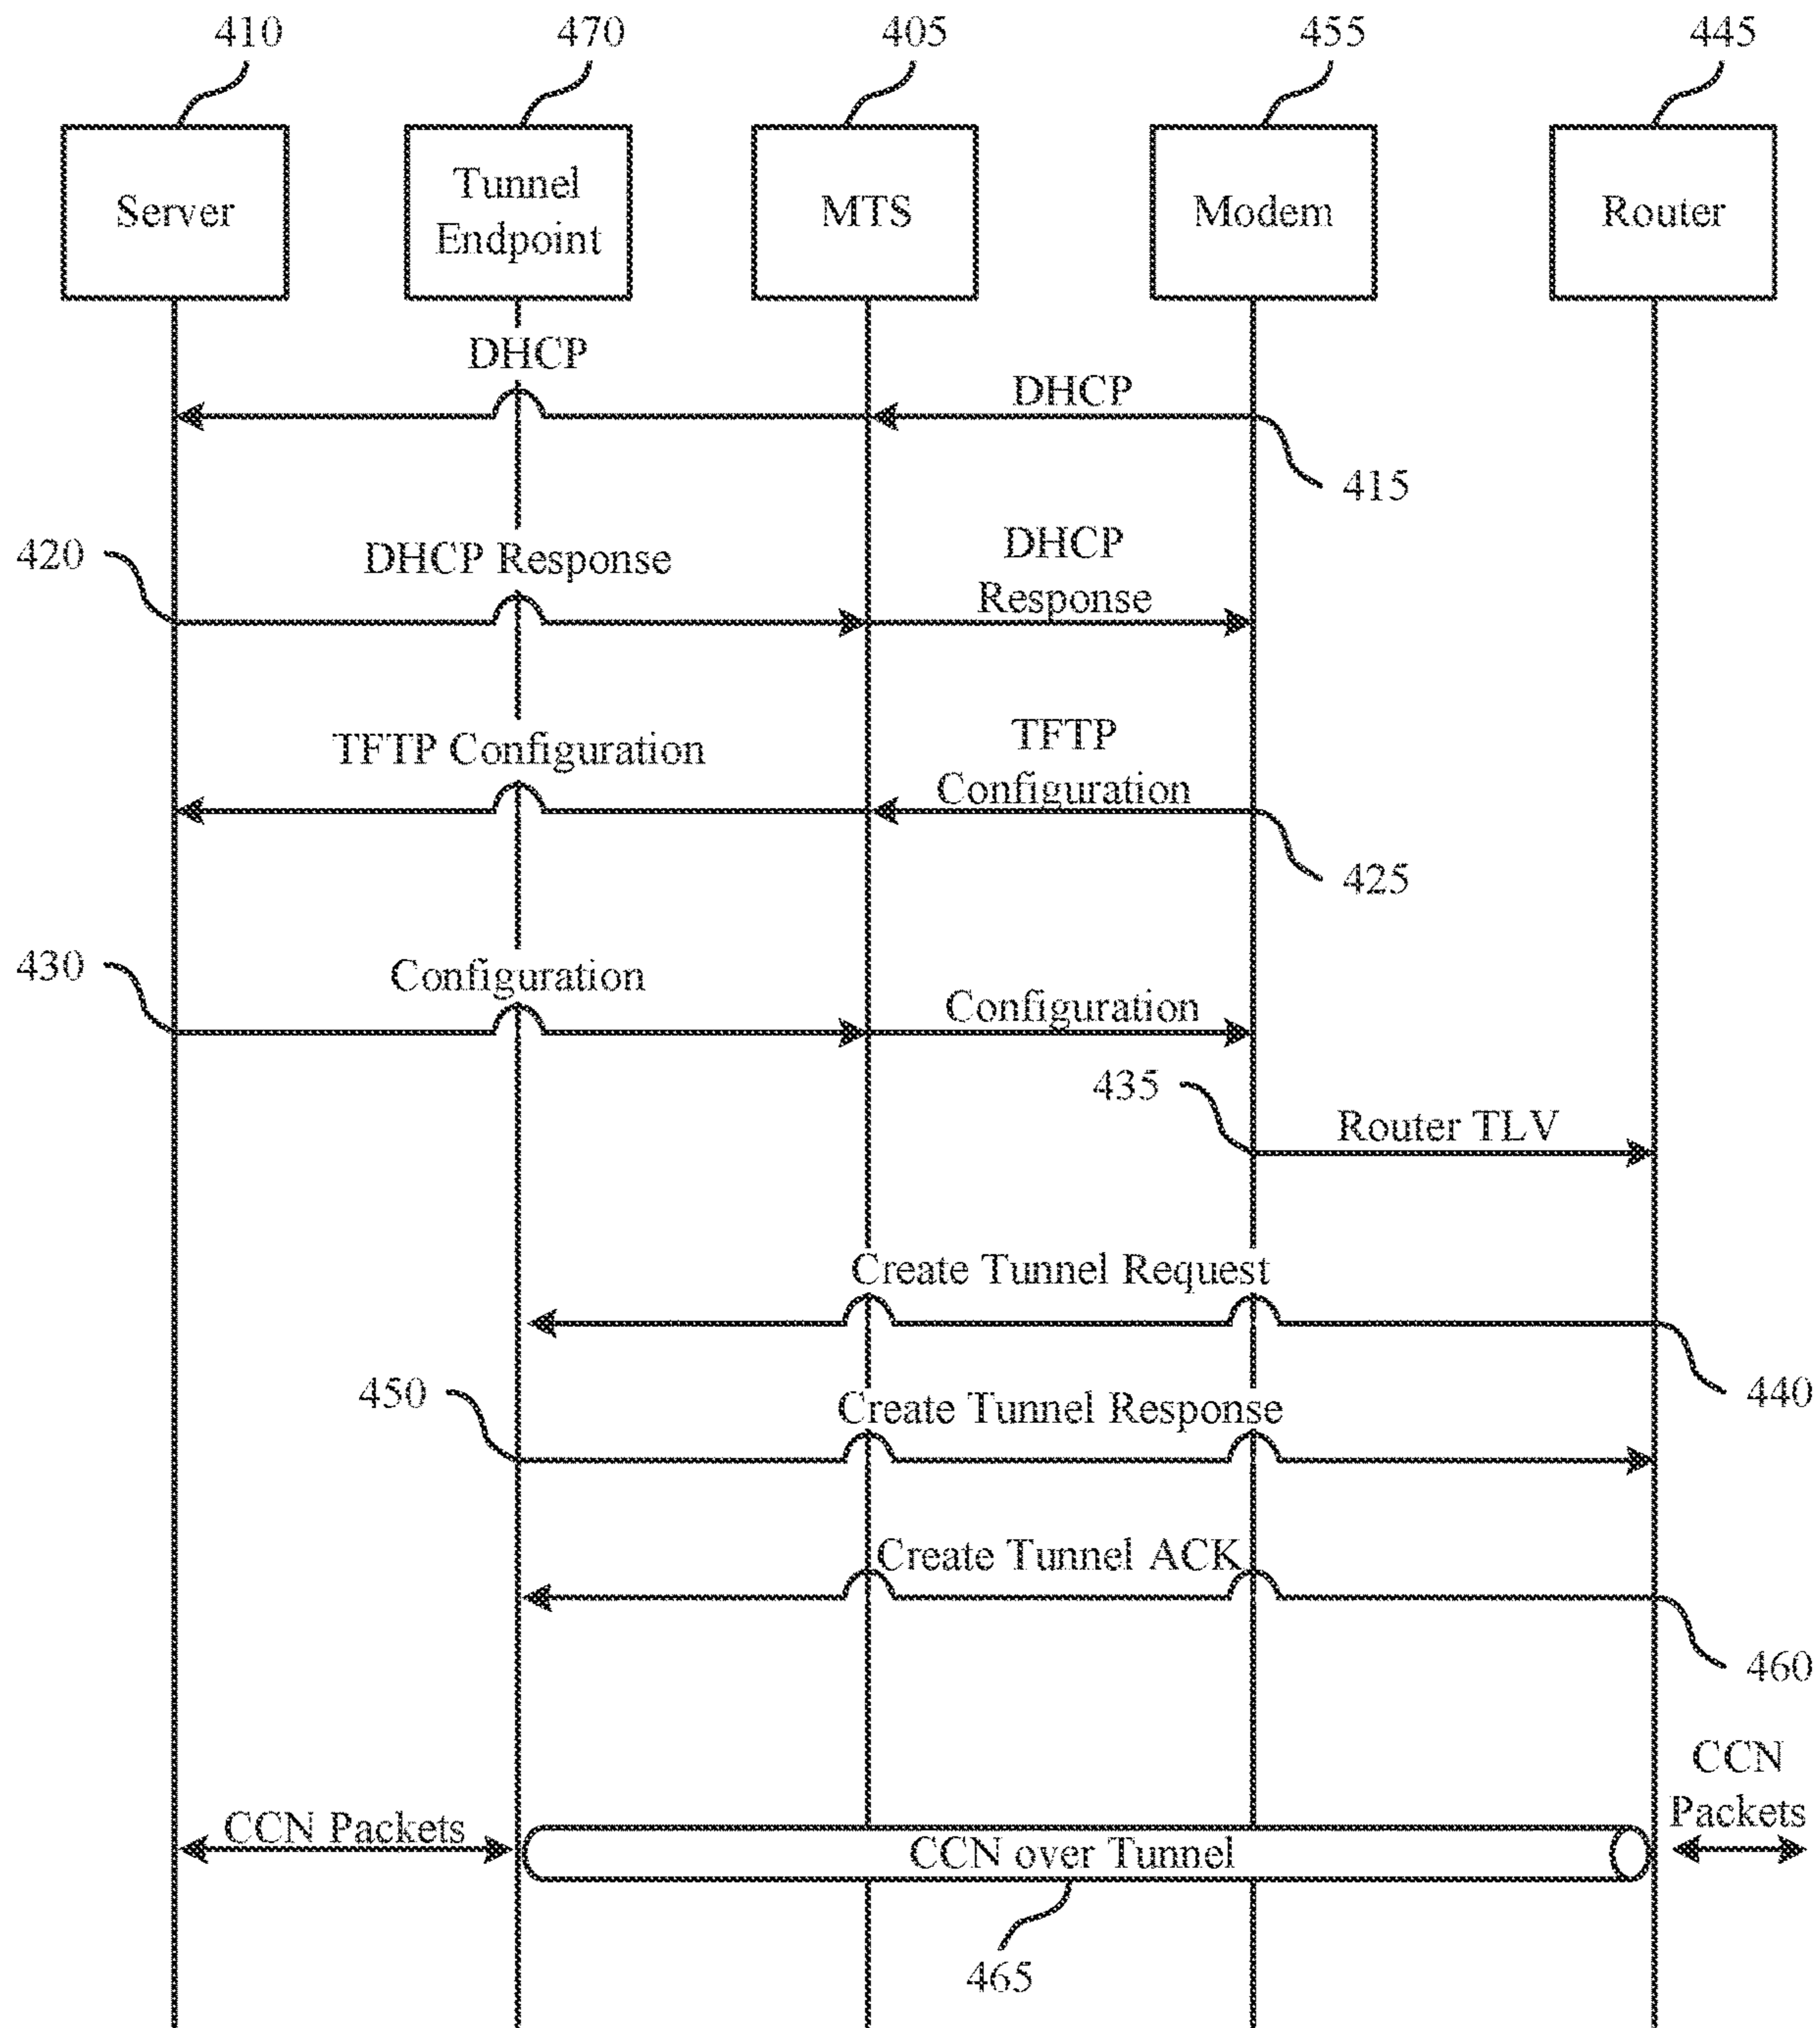 410
470
405
455
445
Server
Tunnel
Endpoint
MTS
Modem
Router
DHCP
DHCP
415
420
DHCP Response
DHCP
Response
TFTP Configuration
TFTP
Configuration
425
430
Configuration
Configuration
435
Router TLV
Create Tunnel Request
440
450
Create Tunnel Response
Create Tunnel ACK
460
CCN
Packets
CCN Packets
CCN over Tunnel
465